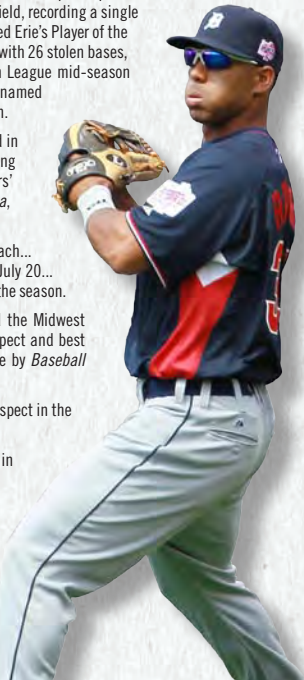 field, recording a single
ed Erie's Player of the
with 26 stolen bases,
League mid-season
named
in
ng
rs'
a,
ach...
July 20...
the season.
the Midwest
pect and best
e by Baseball
spect in the
in
D